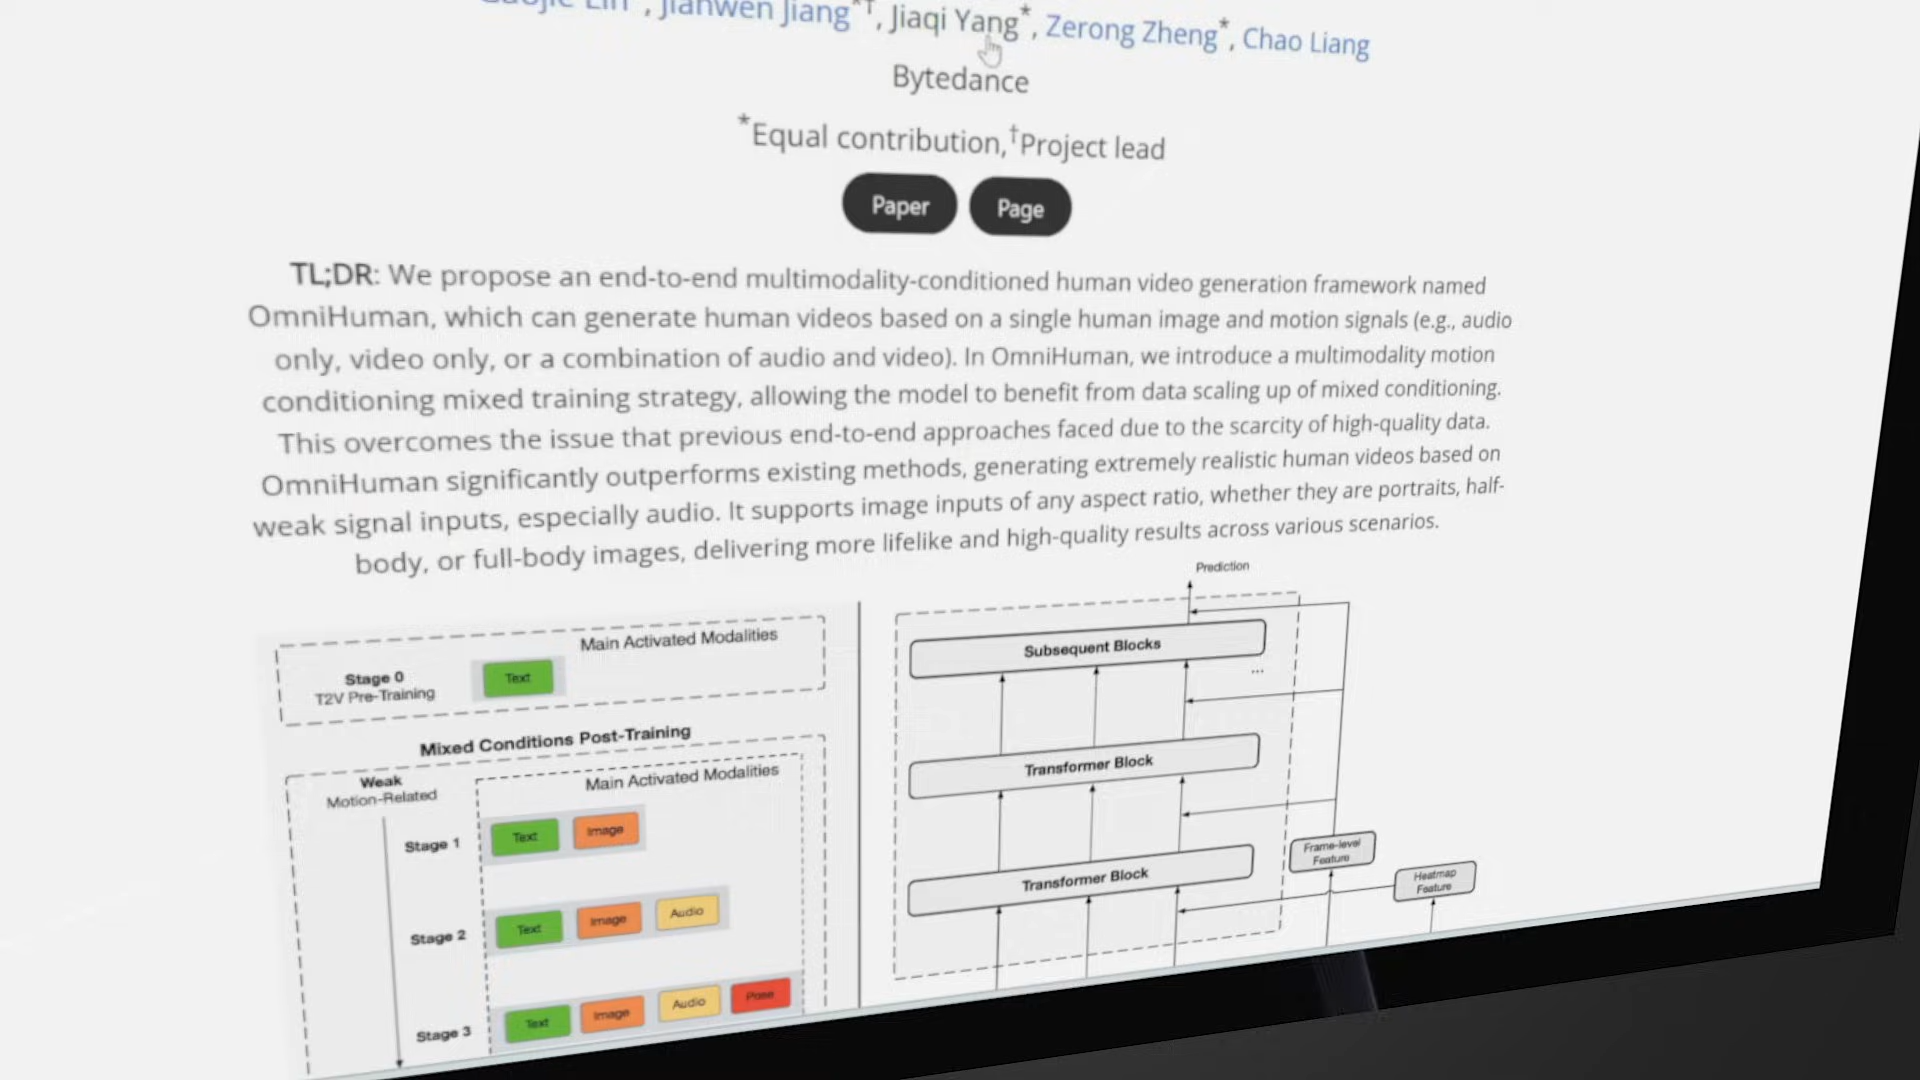 Lin*, Jianwen Jiang*†, Jiaqi Yang*, Zerong Zheng*, Chao Liang
Bytedance
*Equal contribution,†Project lead
Paper Page
TL;DR: We propose an end-to-end multimodality-conditioned human video generation framework named
OmniHuman, which can generate human videos based on a single human image and motion signals (e.g., audio
only, video only, or a combination of audio and video). In OmniHuman, we introduce a multimodality motion
conditioning mixed training strategy, allowing the model to benefit from data scaling up of mixed conditioning.
This overcomes the issue that previous end-to-end approaches faced due to the scarcity of high-quality data.
OmniHuman significantly outperforms existing methods, generating extremely realistic human videos based on
weak signal inputs, especially audio. It supports image inputs of any aspect ratio, whether they are portraits, half-
body, or full-body images, delivering more lifelike and high-quality results across various scenarios.
Main Activated Modalities
Stage 0
T2V Pre-Training
Text
Mixed Conditions Post-Training
Weak
Motion-Related
Main Activated Modalities
Stage 1
Text Image
Stage 2
Text Image Audio
Stage 3
Text Image Audio Pose
Prediction
Subsequent Blocks
...
Transformer Block
Transformer Block
Frame-level
Feature
Heatmap
Feature